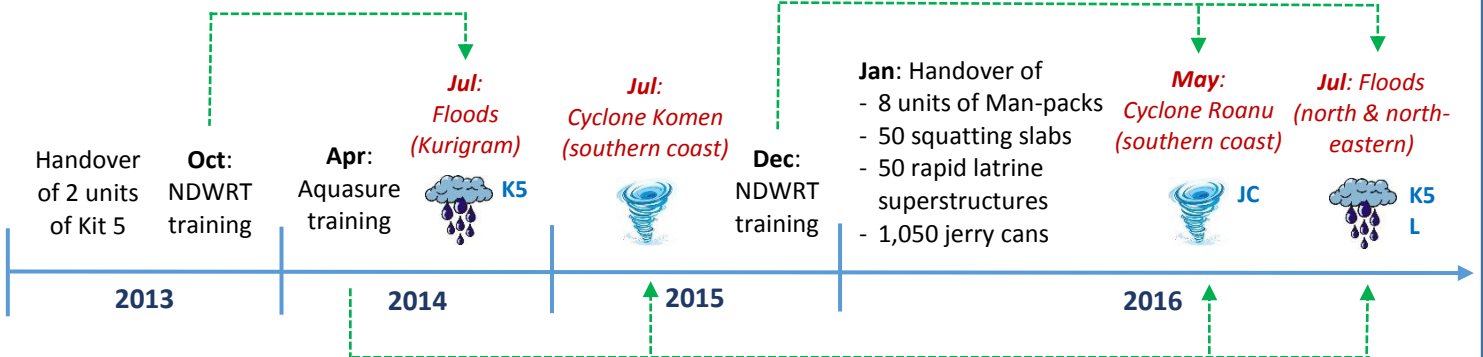 Handover
of 2 units
of Kit 5
Oct:
NDWRT
training
Apr:
Aquasure
training
Jul:
Floods
(Kurigram)
K5
Jul:
Cyclone Komen
(southern coast)
Dec:
NDWRT
training
Jan: Handover of
- 8 units of Man-packs
- 50 squatting slabs
- 50 rapid latrine
superstructures
- 1,050 jerry cans
May:
Cyclone Roanu
(southern coast)
JC
Jul: Floods
(north & north-
eastern)
K5
L
2013
2014
2015
2016